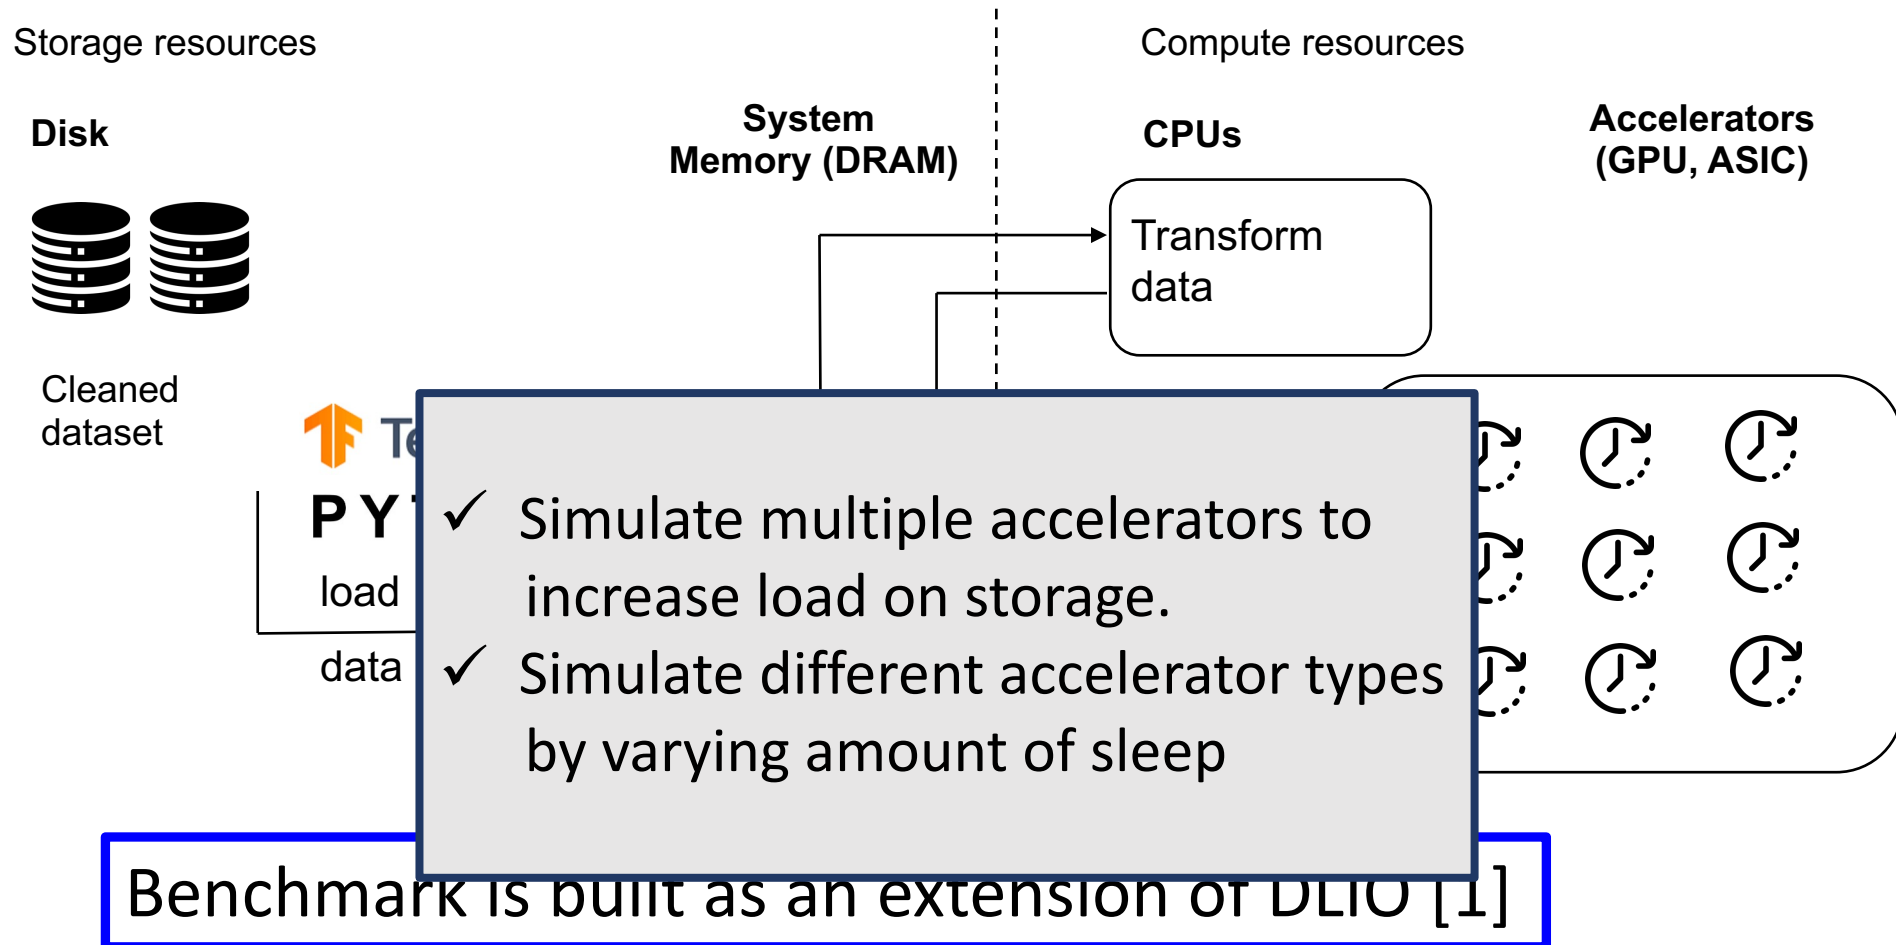 Storage resources
Compute resources
Disk
System
Memory (DRAM)
CPUs
Accelerators
(GPU, ASIC)
Transform
data
Cleaned
dataset
load
data
✓ Simulate multiple accelerators to
increase load on storage.
✓ Simulate different accelerator types
by varying amount of sleep
Benchmark is built as an extension of DLIO [1]